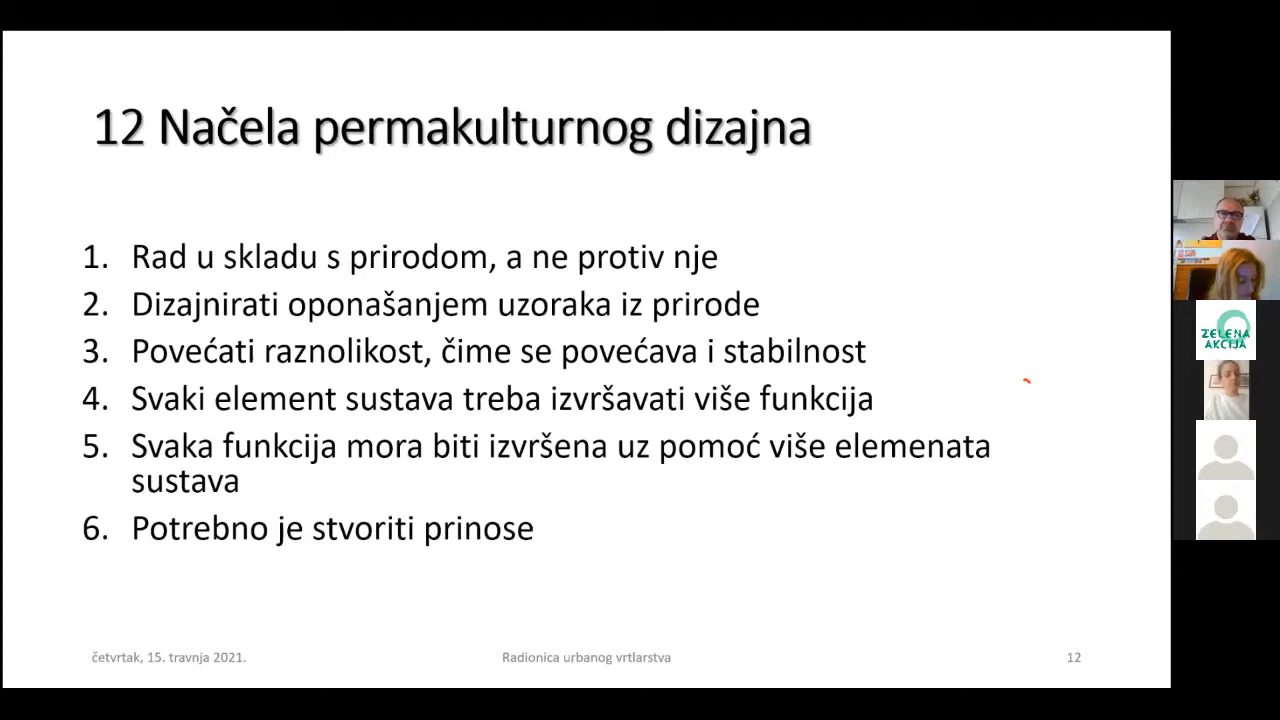 12 Načela permakulturnog dizajna
1. Rad u skladu s prirodom, a ne protiv nje
2. Dizajnirati oponašanjem uzoraka iz prirode
3. Povećati raznolikost, čime se povećava i stabilnost
4. Svaki element sustava treba izvršavati više funkcija
5. Svaka funkcija mora biti izvršena uz pomoć više elemenata
sustava
6. Potrebno je stvoriti prinose
četvrtak, 15. travnja 2021.
Radionica urbanog vrtlarstva
12
ZELENA
AKCIJA